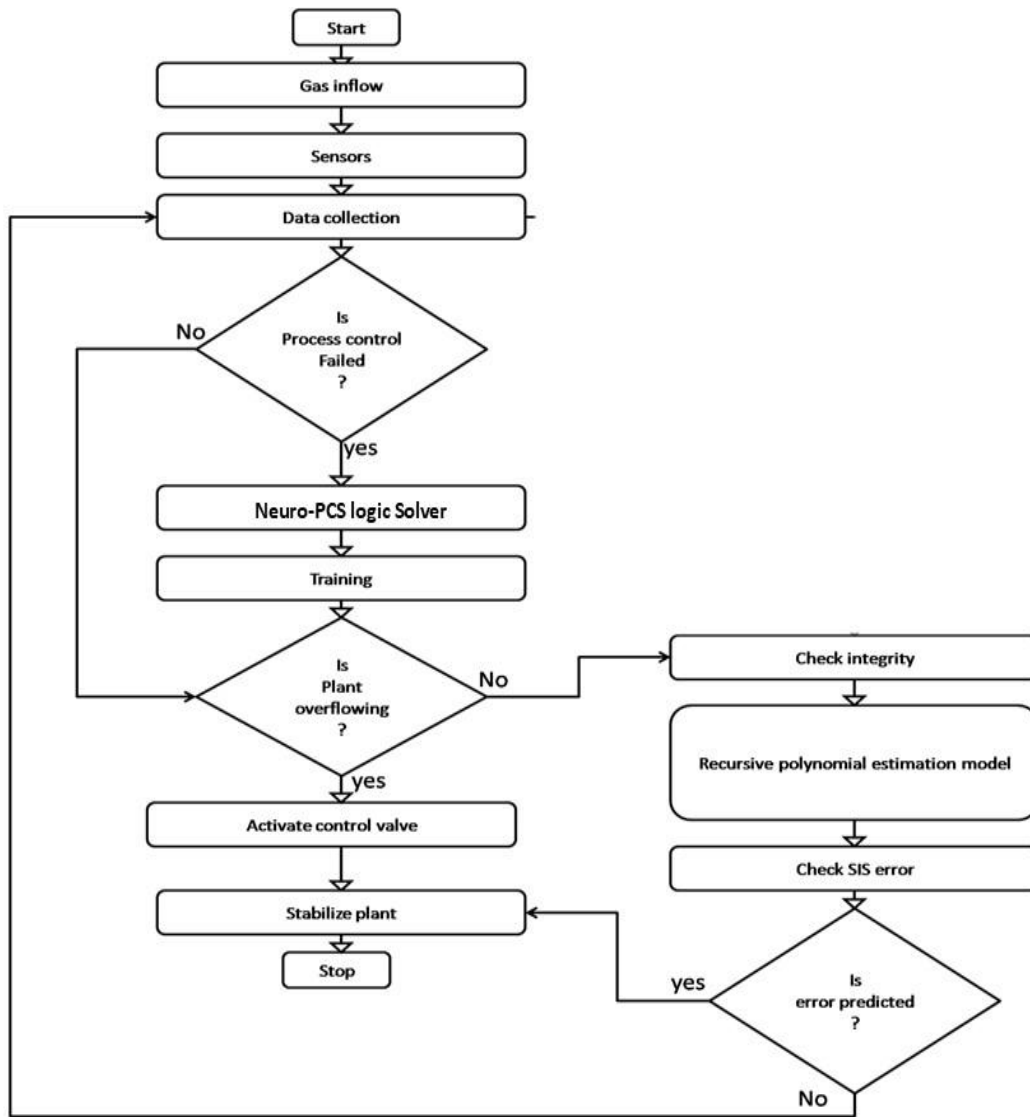 Start
Gas inflow
Sensors
Data collection
Is
Process control
Failed
?
No
yes
Neuro-PCS logic Solver
Training
Is
Plant
overflowing
?
No
yes
Check integrity
Recursive polynomial estimation model
Check SIS error
Is
error predicted
?
yes
No
Activate control valve
Stabilize plant
Stop